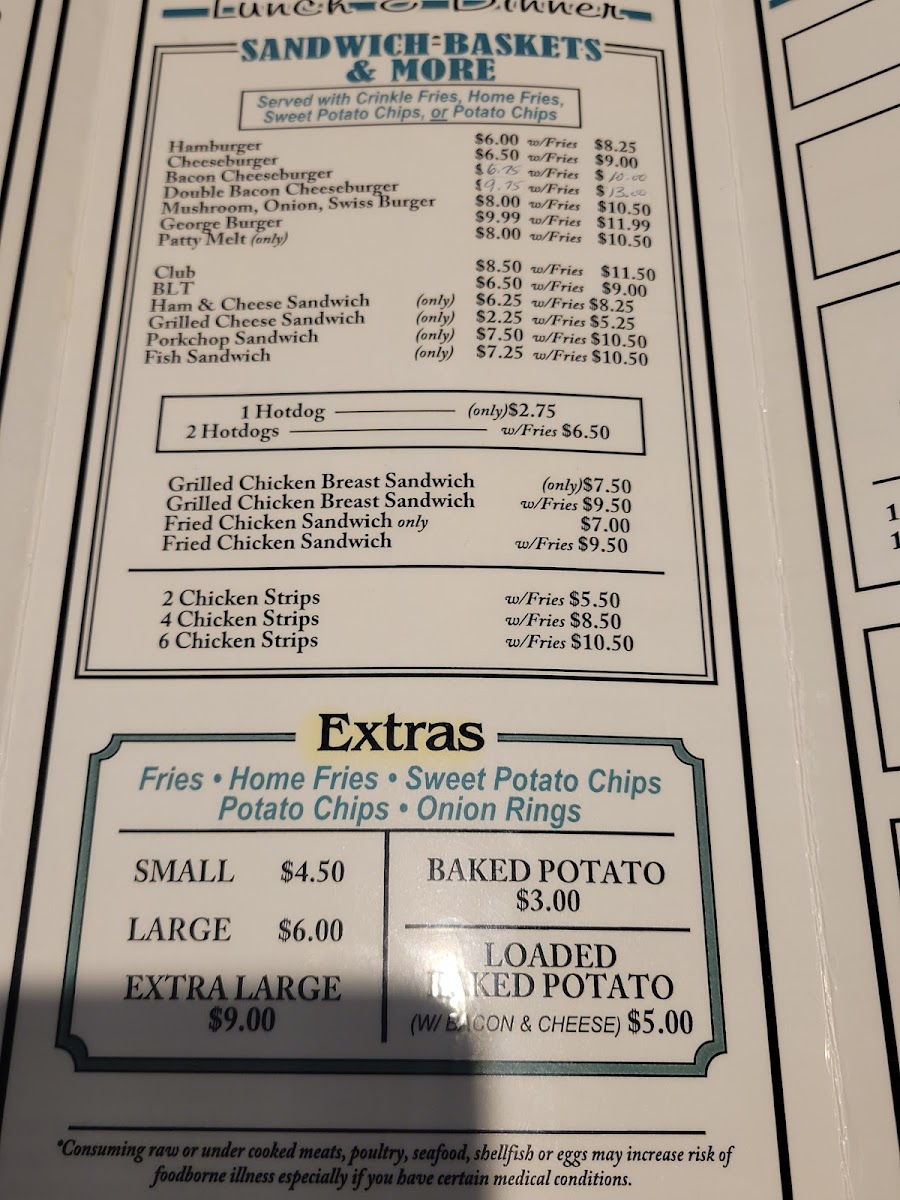 Lunch & Dinner
SANDWICH BASKETS
& MORE
Served with Crinkle Fries, Home Fries,
Sweet Potato Chips, or Potato Chips
Hamburger $6.00 w/Fries $8.25
Cheeseburger $6.50 w/Fries $9.00
Bacon Cheeseburger $6.75 w/Fries $10.00
Double Bacon Cheeseburger $9.75 w/Fries $13.00
Mushroom, Onion, Swiss Burger $8.00 w/Fries $10.50
George Burger $9.99 w/Fries $11.99
Patty Melt (only) $8.00 w/Fries $10.50
Club $8.50 w/Fries $11.50
BLT $6.50 w/Fries $9.00
Ham & Cheese Sandwich (only) $6.25 w/Fries $8.25
Grilled Cheese Sandwich (only) $2.25 w/Fries $5.25
Porkchop Sandwich (only) $7.50 w/Fries $10.50
Fish Sandwich (only) $7.25 w/Fries $10.50
1 Hotdog (only) $2.75
2 Hotdogs w/Fries $6.50
Grilled Chicken Breast Sandwich (only) $7.50
Grilled Chicken Breast Sandwich w/Fries $9.50
Fried Chicken Sandwich only $7.00
Fried Chicken Sandwich w/Fries $9.50
2 Chicken Strips w/Fries $5.50
4 Chicken Strips w/Fries $8.50
6 Chicken Strips w/Fries $10.50
Extras
Fries • Home Fries • Sweet Potato Chips
Potato Chips • Onion Rings
SMALL $4.50
LARGE $6.00
EXTRA LARGE
$9.00
BAKED POTATO
$3.00
LOADED
BAKED POTATO
(W/ BACON & CHEESE) $5.00
*Consuming raw or under cooked meats, poultry, seafood, shellfish or eggs may increase risk of
foodborne illness especially if you have certain medical conditions.